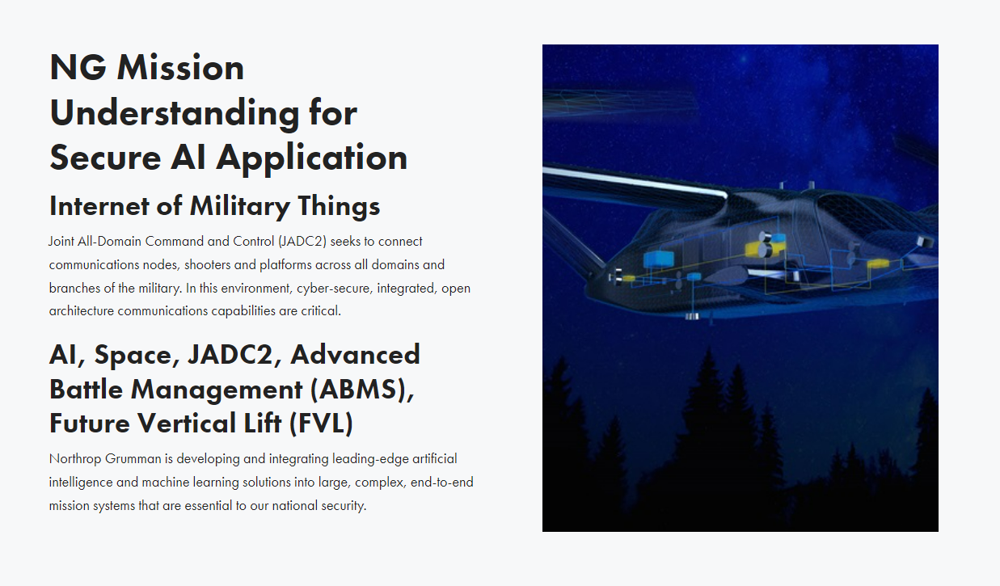 NG Mission
Understanding for
Secure AI Application
Internet of Military Things
Joint All-Domain Command and Control (JADC2) seeks to connect
communications nodes, shooters and platforms across all domains and
branches of the military. In this environment, cyber-secure, integrated, open
architecture communications capabilities are critical.
AI, Space, JADC2, Advanced
Battle Management (ABMS),
Future Vertical Lift (FVL)
Northrop Grumman is developing and integrating leading-edge artificial
intelligence and machine learning solutions into large, complex, end-to-end
mission systems that are essential to our national security.